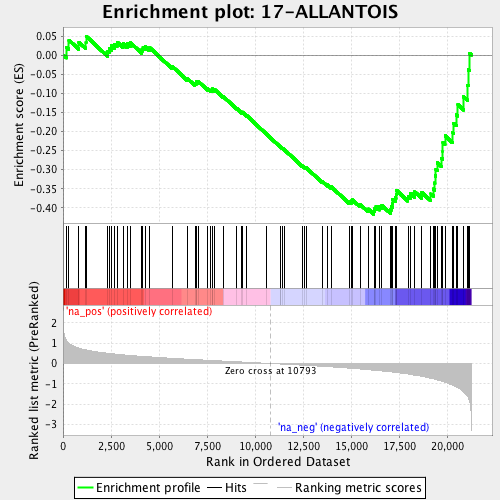 Enrichment plot: 17-ALLANTOIS
Enrichment score (ES)
0.05
0.00
-0.05
-0.10
-0.15
-0.20
-0.25
-0.30
-0.35
-0.40
'na_pos' (positively correlated)
Ranked list metric (PreRanked)
2
1
0
-1
-2
-3
Zero cross at 10793
'na_neg' (negatively correlated)
0
2,500
5,000
7,500
10,000
12,500
15,000
17,500
20,000
Rank in Ordered Dataset
Enrichment profile
Hits
Ranking metric scores